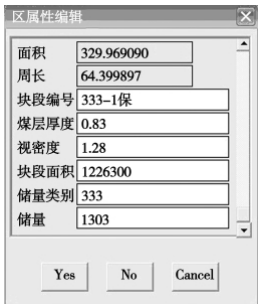 区属性编辑
面积 329.969090
周长 64.399897
块段编号 333-1保
煤层厚度 0.83
视密度 1.28
块段面积 1226300
储量类别 333
储量 1303
Yes No Cancel